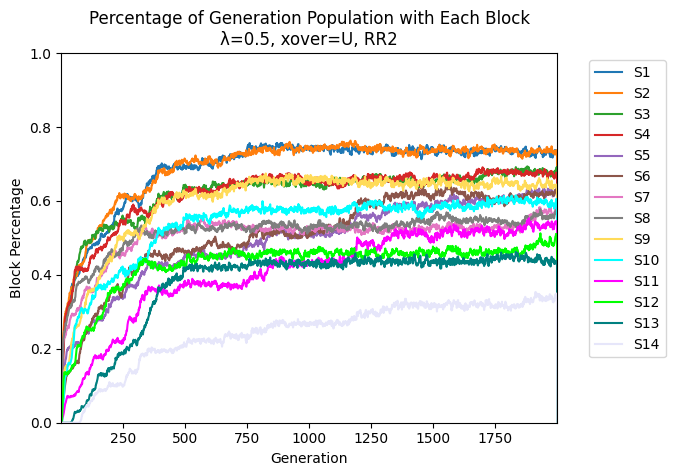 Percentage of Generation Population with Each Block
λ=0.5, xover=U, RR2
1.0
0.8
0.6
0.4
0.2
0.0
Block Percentage
250
500
750
1000
1250
1500
1750
Generation
S1
S2
S3
S4
S5
S6
S7
S8
S9
S10
S11
S12
S13
S14